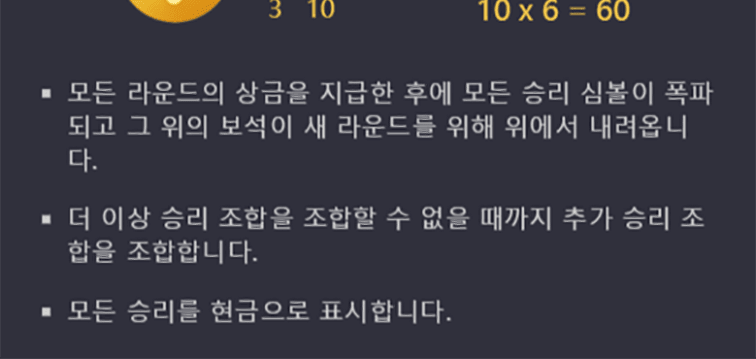 3 10
10 x 6 = 60
▪ 모든 라운드의 상금을 지급한 후에 모든 승리 심볼이 폭파
되고 그 위의 보석이 새 라운드를 위해 위에서 내려옵니
다.
▪ 더 이상 승리 조합을 조합할 수 없을 때까지 추가 승리 조
합을 조합합니다.
▪ 모든 승리를 현금으로 표시합니다.